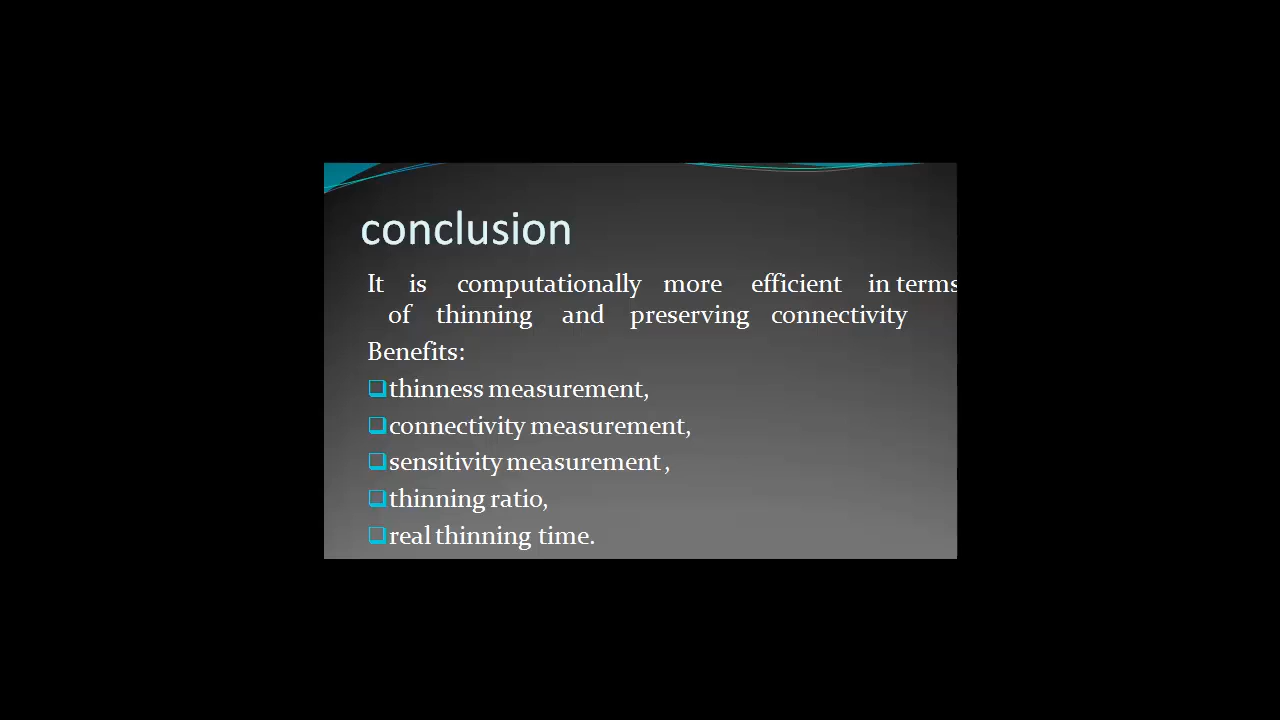 conclusion
It is computationally more efficient in terms
of thinning and preserving connectivity
Benefits:
thinness measurement,
connectivity measurement,
sensitivity measurement ,
thinning ratio,
real thinning time.